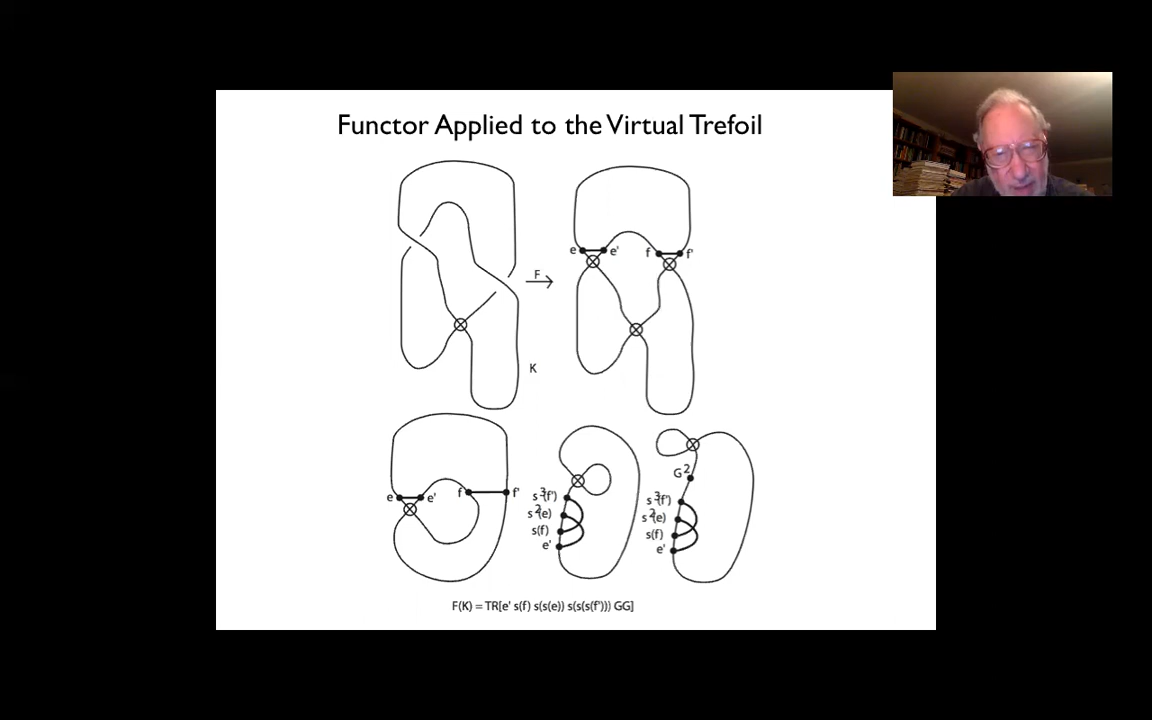 Functor Applied to the Virtual Trefoil
F
e e' f f'
K
e e' f f'
s³(f')
s²(e)
s(f)
e'
G²
s³(f')
s²(e)
s(f)
e'
F(K) = TR[e' s(f) s(s(e)) s(s(s(f'))) GG]